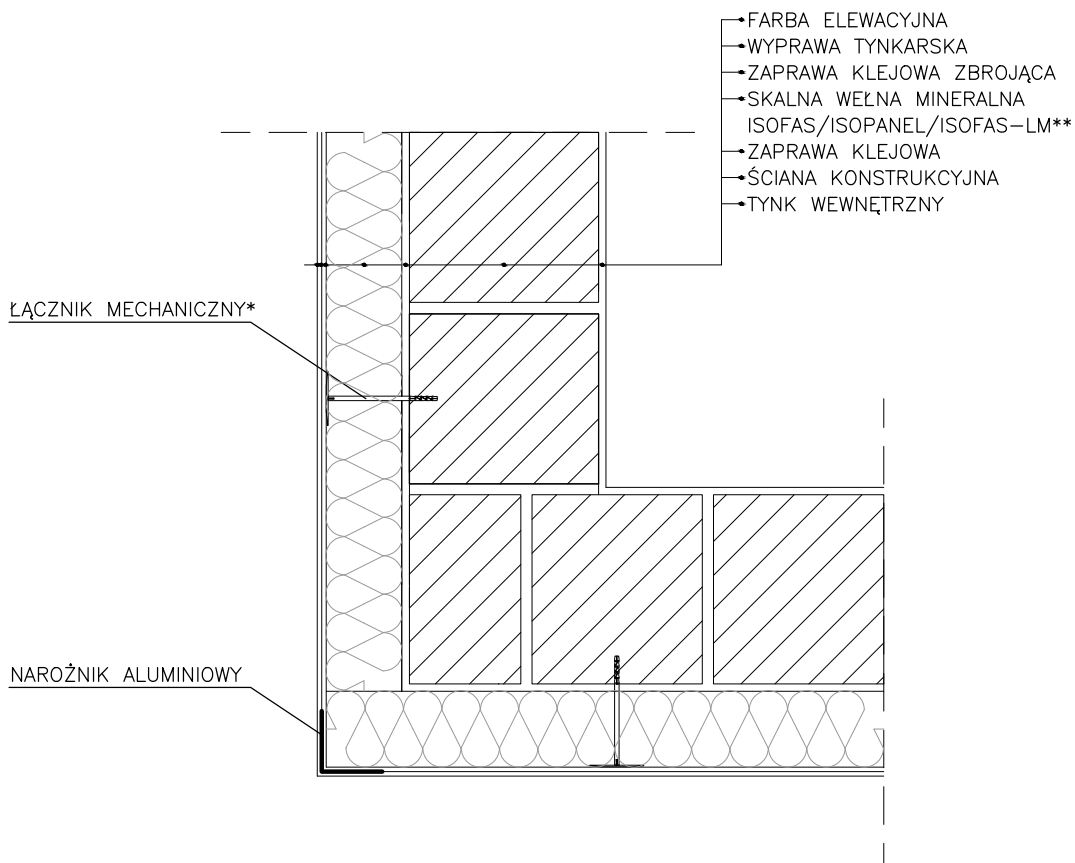 FARBA ELEWACYJNA
WYPRAWA TYNKARSKA
ZAPRAWA KLEJOWA ZBROJĄCA
SKALNA WEŁNA MINERALNA
ISOFAS/ISOPANEL/ISOFAS-LM**
ZAPRAWA KLEJOWA
ŚCIANA KONSTRUKCYJNA
TYNK WEWNĘTRZNY
ŁĄCZNIK MECHANICZNY*
NAROŻNIK ALUMINIOWY